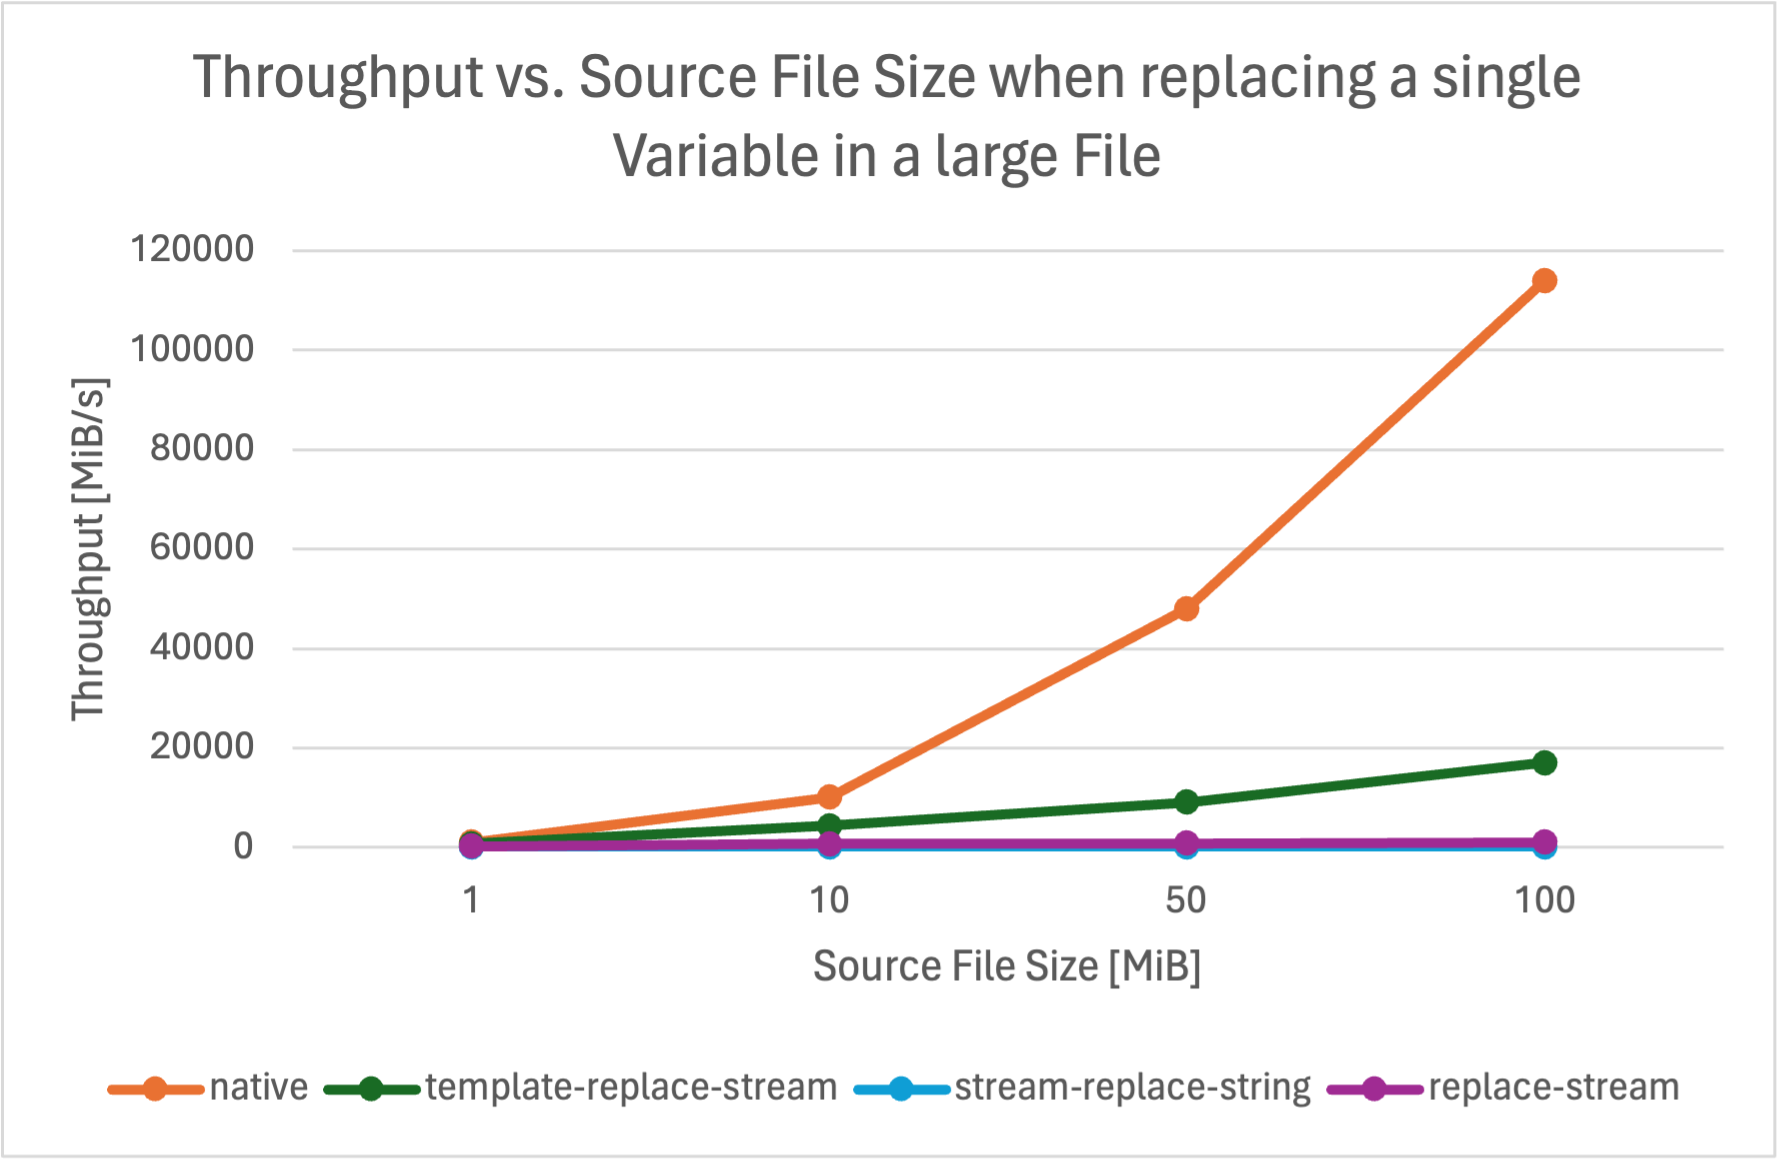 Throughput vs. Source File Size when replacing a single
Variable in a large File
120000
100000
80000
60000
40000
20000
0
Throughput [MiB/s]
1 10 50 100
Source File Size [MiB]
native template-replace-stream stream-replace-string replace-stream